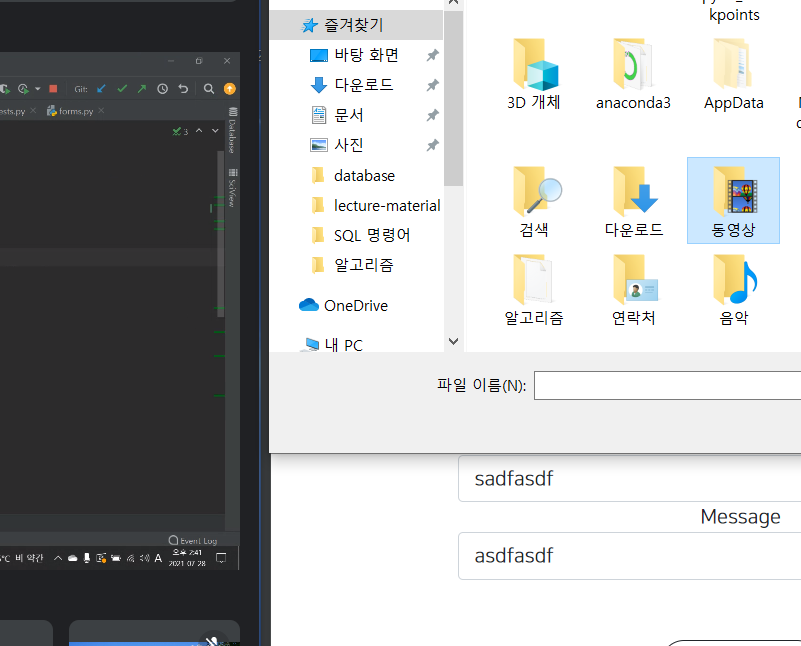 kpoints
즐겨찾기
바탕 화면
다운로드
문서
사진
database
lecture-material
SQL 명령어
알고리즘
OneDrive
내 PC
3D 개체
anaconda3
AppData
검색
다운로드
동영상
알고리즘
연락처
음악
파일 이름(N):
sadfasdf
Message
asdfasdf
Git:
ests.py
forms.py
3
Database
SciView
Event Log
°C 비 약간
A
오후 2:41
2021-07-28